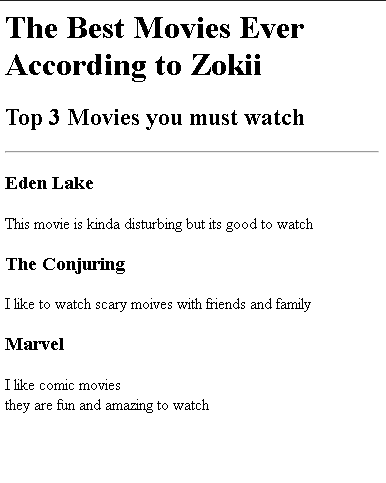 The Best Movies Ever
According to Zokii
Top 3 Movies you must watch
Eden Lake
This movie is kinda disturbing but its good to watch
The Conjuring
I like to watch scary moives with friends and family
Marvel
I like comic movies
they are fun and amazing to watch